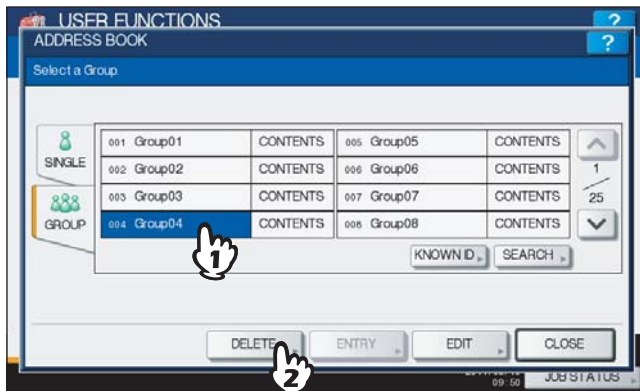 USER FUNCTIONS ?
ADDRESS BOOK ?
Select a Group.
SINGLE
GROUP
001 Group01 CONTENTS 005 Group05 CONTENTS
002 Group02 CONTENTS 006 Group06 CONTENTS
003 Group03 CONTENTS 007 Group07 CONTENTS
004 Group04 CONTENTS 008 Group08 CONTENTS
1
25
KNOWN ID SEARCH
1
DELETE ENTRY EDIT CLOSE
2
09:50 JOB STATUS